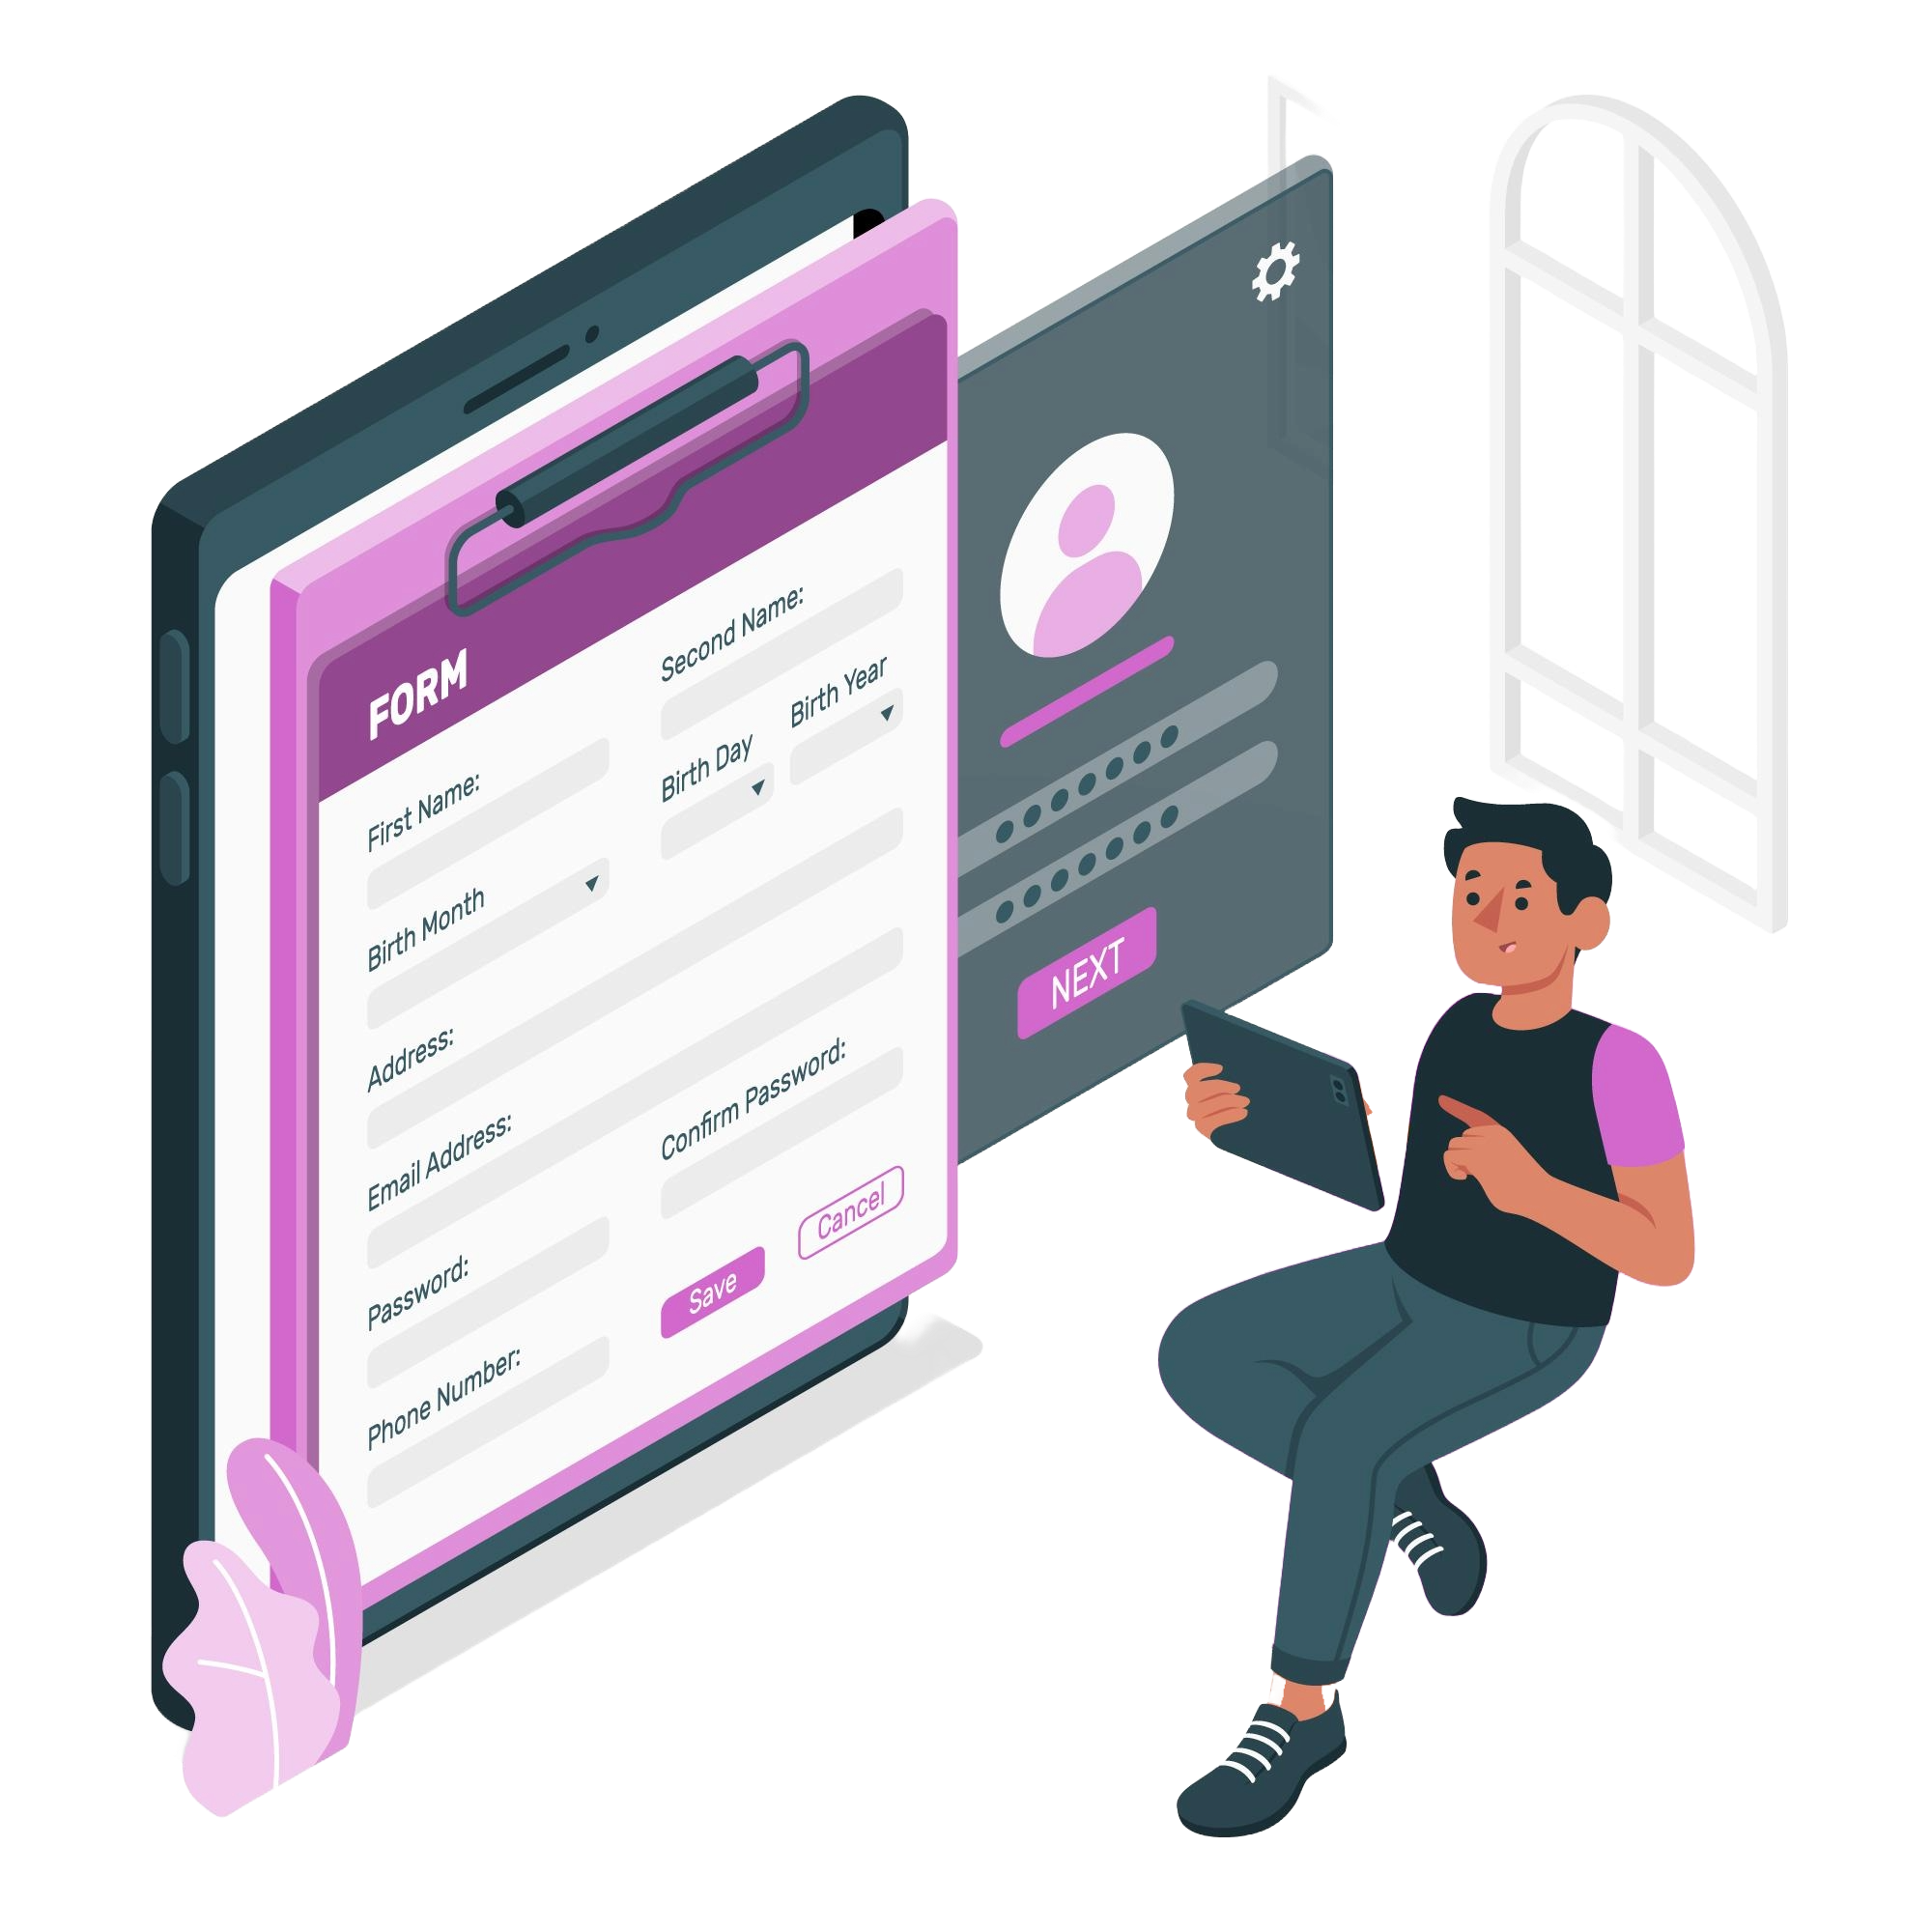 FORM
First Name:
Second Name:
Birth Month
Birth Day
Birth Year
Address:
Email Address:
Password:
Confirm Password:
Phone Number:
Save
Cancel
NEXT